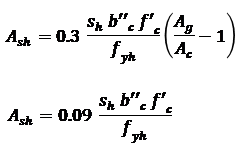 A_sh = 0.3 (s_h b''_c f'_c / f_yh) (A_g / A_c − 1)
A_sh = 0.09 (s_h b''_c f'_c / f_yh)